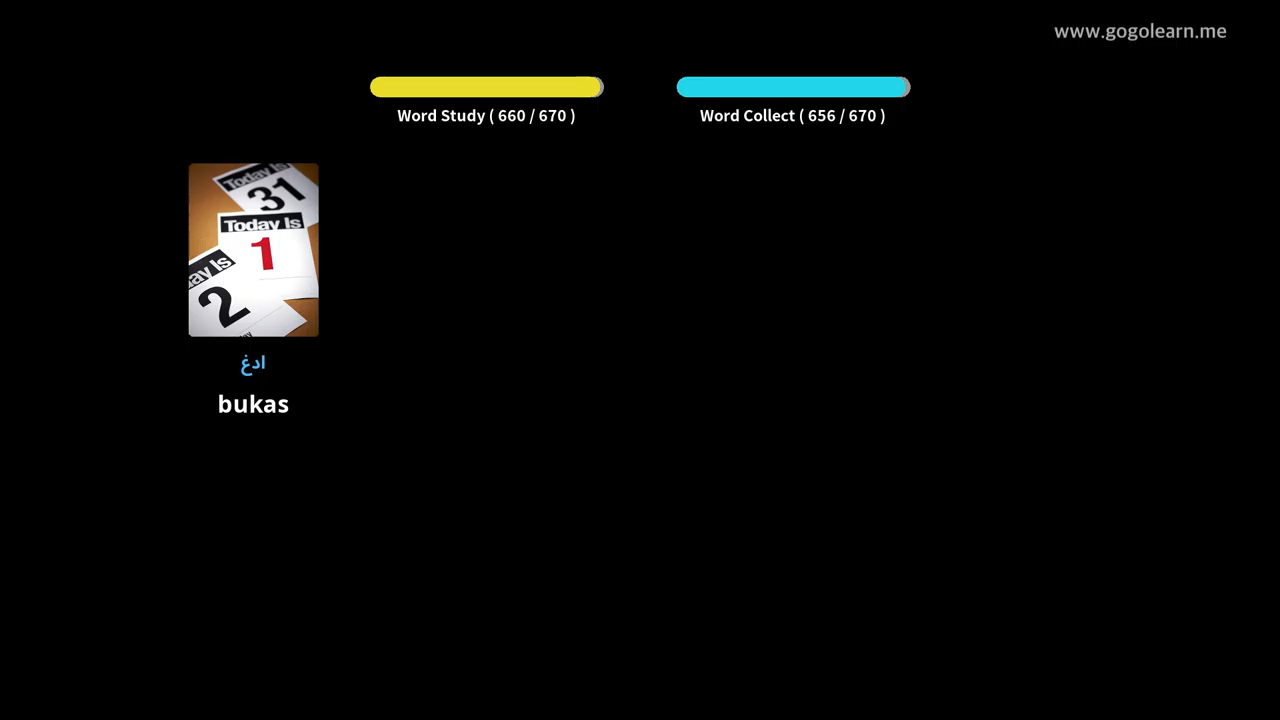 www.gogolearn.me
Word Study ( 660 / 670 )
Word Collect ( 656 / 670 )
Today Is
31
Today Is
1
ay Is
2
ادغ
bukas